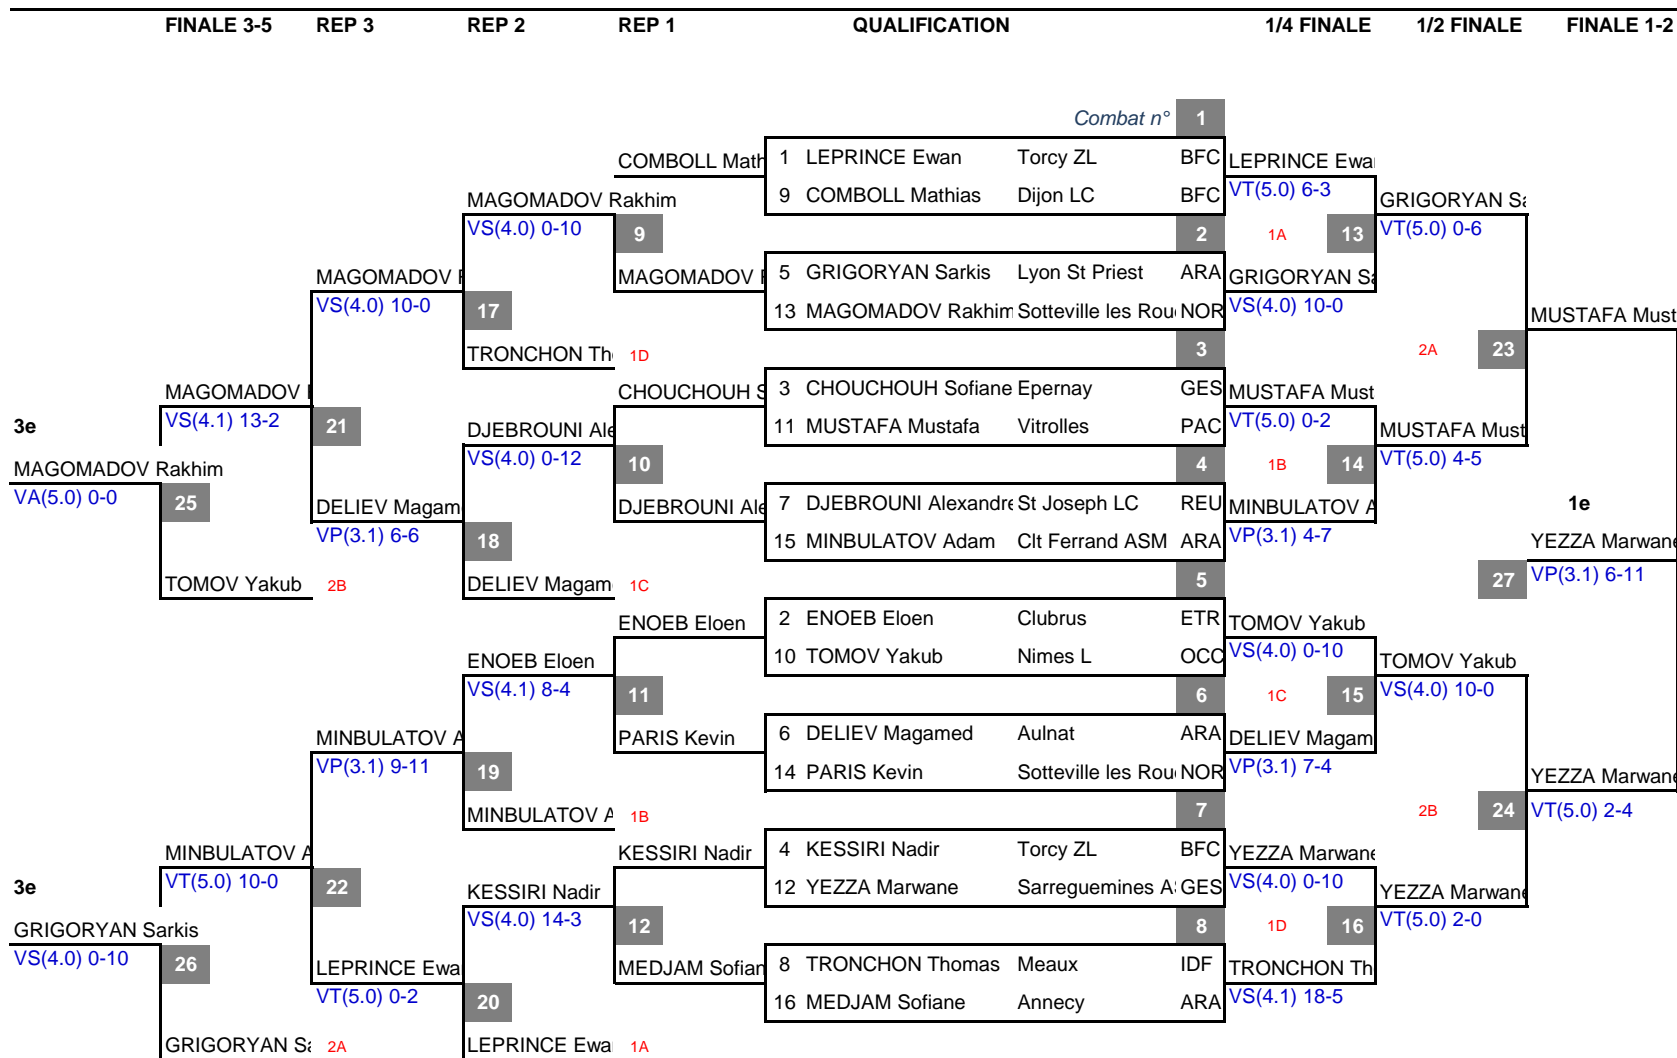 FINALE 3-5 REP 3 REP 2 REP 1 QUALIFICATION 1/4 FINALE 1/2 FINALE FINALE 1-2
Combat n° 1
COMBOLL Math 1 LEPRINCE Ewan Torcy ZL BFC LEPRINCE Ewa
MAGOMADOV Rakhim 9 COMBOLL Mathias Dijon LC BFC VT(5.0) 6-3 GRIGORYAN Sa
VS(4.0) 0-10 9 2 1A 13 VT(5.0) 0-6
MAGOMADOV R MAGOMADOV R 5 GRIGORYAN Sarkis Lyon St Priest ARA GRIGORYAN Sa
VS(4.0) 10-0 17 13 MAGOMADOV Rakhim Sotteville les Rou NOR VS(4.0) 10-0 MUSTAFA Must
TRONCHON Th 1D 3 2A 23
MAGOMADOV R CHOUCHOUH S 3 CHOUCHOUH Sofiane Epernay GES MUSTAFA Must
3e VS(4.1) 13-2 21 DJEBROUNI Ale 11 MUSTAFA Mustafa Vitrolles PAC VT(5.0) 0-2 MUSTAFA Must
MAGOMADOV Rakhim VS(4.0) 0-12 10 4 1B 14 VT(5.0) 4-5
VA(5.0) 0-0 25 DELIEV Magam DJEBROUNI Ale 7 DJEBROUNI Alexandre St Joseph LC REU MINBULATOV A 1e
VP(3.1) 6-6 18 15 MINBULATOV Adam Clt Ferrand ASM ARA VP(3.1) 4-7 YEZZA Marwane
TOMOV Yakub 2B DELIEV Magam 1C 5 27 VP(3.1) 6-11
ENOEB Eloen 2 ENOEB Eloen Clubrus ETR TOMOV Yakub
ENOEB Eloen 10 TOMOV Yakub Nimes L OCC VS(4.0) 0-10 TOMOV Yakub
VS(4.1) 8-4 11 6 1C 15 VS(4.0) 10-0
MINBULATOV A PARIS Kevin 6 DELIEV Magamed Aulnat ARA DELIEV Magam
VP(3.1) 9-11 19 14 PARIS Kevin Sotteville les Rou NOR VP(3.1) 7-4 YEZZA Marwane
MINBULATOV A 1B 7 2B 24 VT(5.0) 2-4
MINBULATOV A KESSIRI Nadir 4 KESSIRI Nadir Torcy ZL BFC YEZZA Marwane
3e VT(5.0) 10-0 22 KESSIRI Nadir 12 YEZZA Marwane Sarreguemines A GES VS(4.0) 0-10 YEZZA Marwane
GRIGORYAN Sarkis VS(4.0) 14-3 12 8 1D 16 VT(5.0) 2-0
VS(4.0) 0-10 26 LEPRINCE Ewa MEDJAM Sofian 8 TRONCHON Thomas Meaux IDF TRONCHON Th
VT(5.0) 0-2 20 16 MEDJAM Sofiane Annecy ARA VS(4.1) 18-5
GRIGORYAN Sa 2A LEPRINCE Ewa 1A